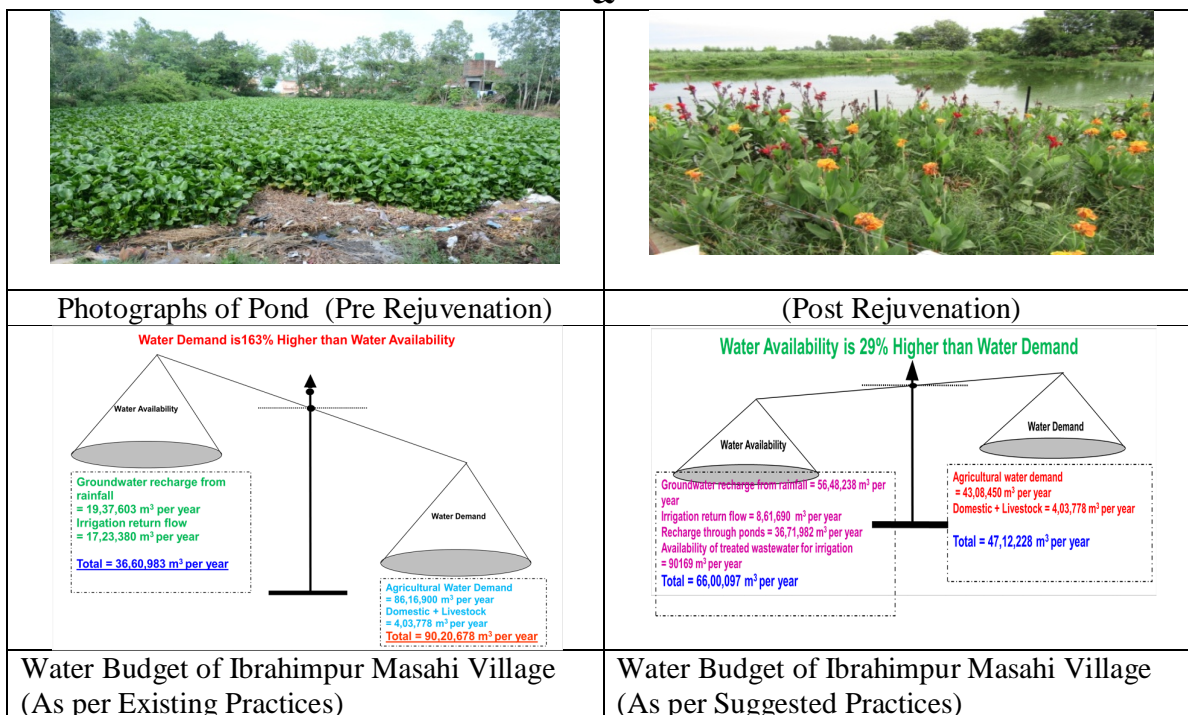 &
Photographs of Pond (Pre Rejuvenation)
(Post Rejuvenation)
Water Demand is163% Higher than Water Availability
Water Availability
Groundwater recharge from
rainfall
= 19,37,603 m³ per year
Irrigation return flow
= 17,23,380 m³ per year
Total = 36,60,983 m³ per year
Water Demand
Agricultural Water Demand
= 86,16,900 m³ per year
Domestic + Livestock
= 4,03,778 m³ per year
Total = 90,20,678 m³ per year
Water Availability is 29% Higher than Water Demand
Water Availability
Groundwater recharge from rainfall = 56,48,238 m³ per
year
Irrigation return flow = 8,61,690 m³ per year
Recharge through ponds = 36,71,982 m³ per year
Availability of treated wastewater for irrigation
= 90169 m³ per year
Total = 66,00,097 m³ per year
Water Demand
Agricultural water demand
= 43,08,450 m³ per year
Domestic + Livestock = 4,03,778 m³ per year
Total = 47,12,228 m³ per year
Water Budget of Ibrahimpur Masahi Village
(As per Existing Practices)
Water Budget of Ibrahimpur Masahi Village
(As per Suggested Practices)